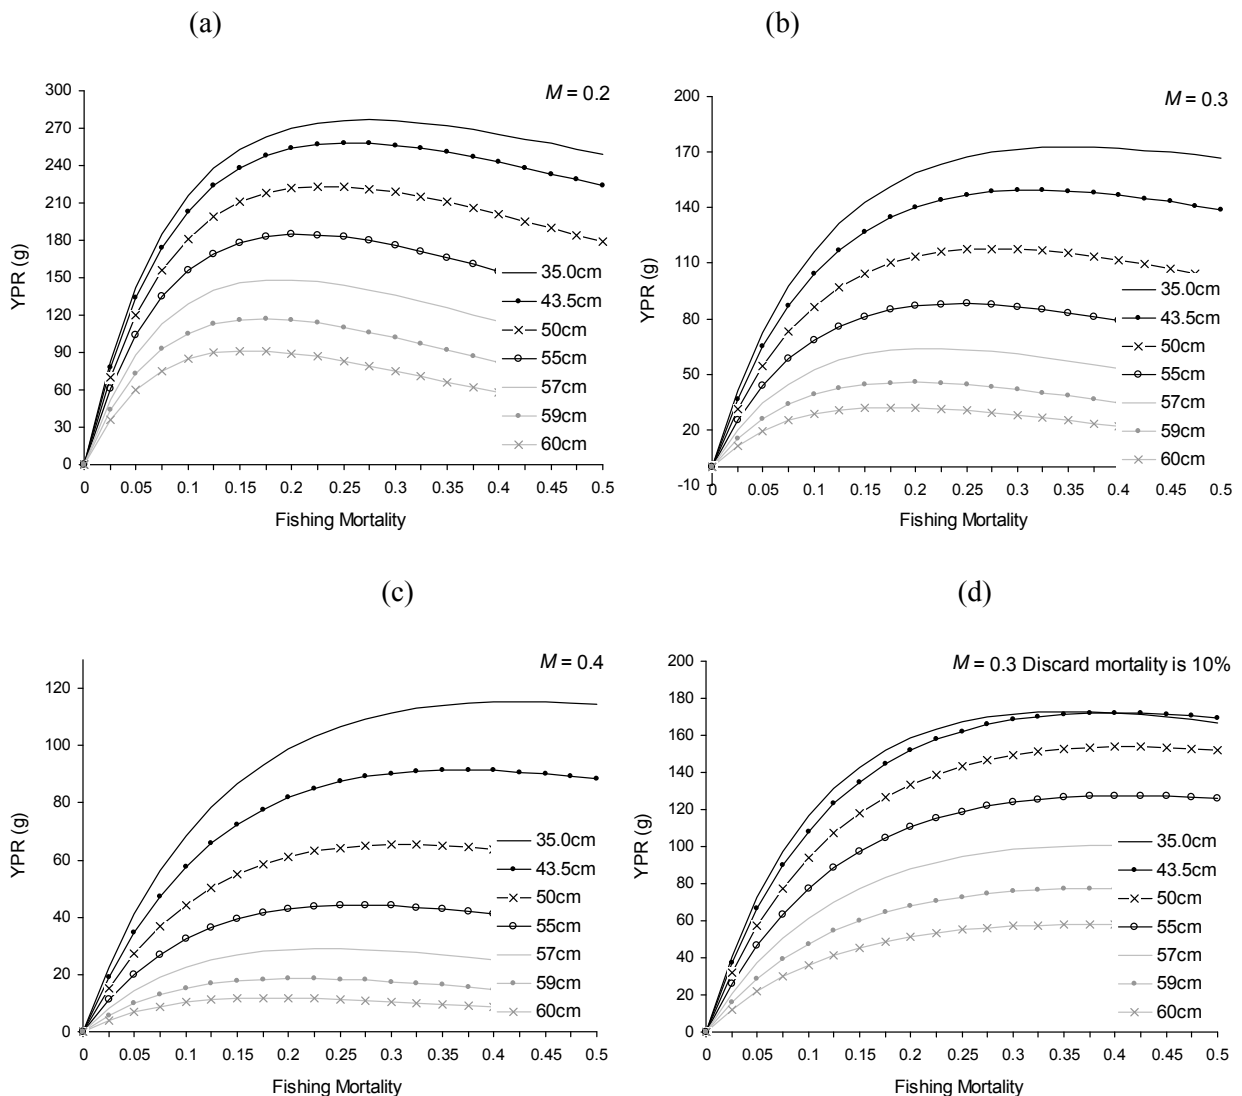 (a)
M = 0.2
YPR (g)
300
270
240
210
180
150
120
90
60
30
0
35.0cm
43.5cm
50cm
55cm
57cm
59cm
60cm
0 0.05 0.1 0.15 0.2 0.25 0.3 0.35 0.4 0.45 0.5
Fishing Mortality
(b)
M = 0.3
YPR (g)
200
170
140
110
80
50
20
-10
35.0cm
43.5cm
50cm
55cm
57cm
59cm
60cm
0 0.05 0.1 0.15 0.2 0.25 0.3 0.35 0.4 0.45 0.5
Fishing Mortality
(c)
M = 0.4
YPR (g)
120
100
80
60
40
20
0
35.0cm
43.5cm
50cm
55cm
57cm
59cm
60cm
0 0.05 0.1 0.15 0.2 0.25 0.3 0.35 0.4 0.45 0.5
Fishing Mortality
(d)
M = 0.3 Discard mortality is 10%
YPR (g)
200
180
160
140
120
100
80
60
40
20
0
35.0cm
43.5cm
50cm
55cm
57cm
59cm
60cm
0 0.05 0.1 0.15 0.2 0.25 0.3 0.35 0.4 0.45 0.5
Fishing Mortality